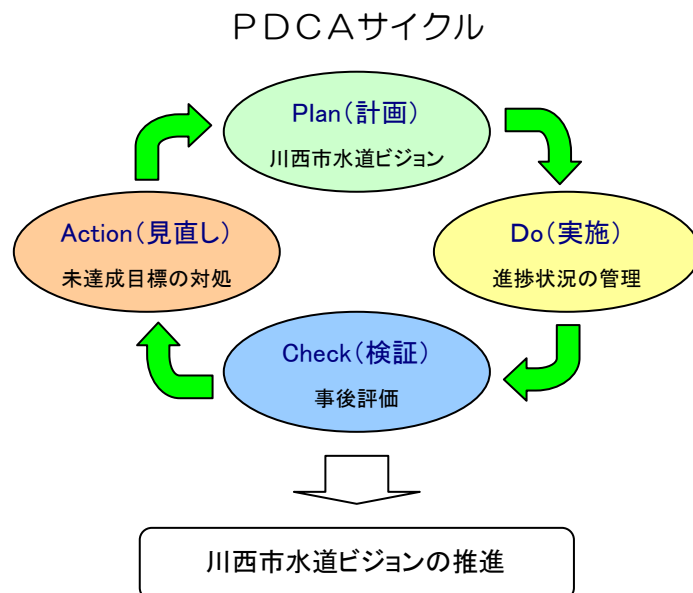 PDCAサイクル
Plan(計画)
川西市水道ビジョン
Action(見直し)
未達成目標の対処
Do(実施)
進捗状況の管理
Check(検証)
事後評価
川西市水道ビジョンの推進